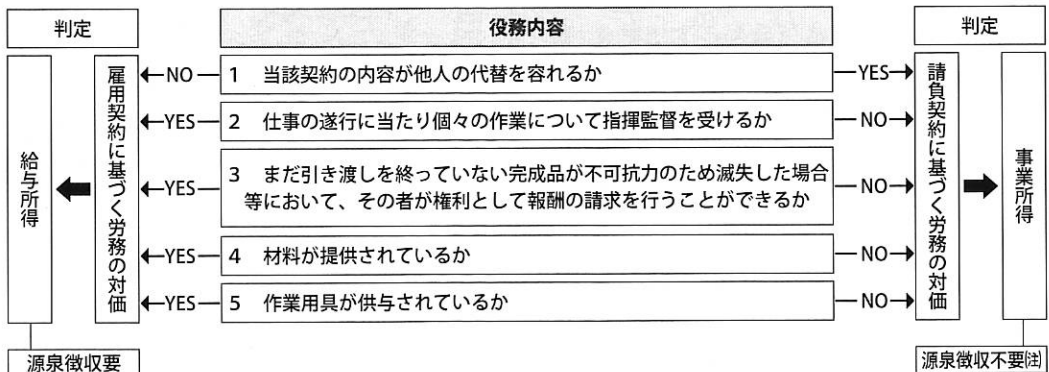 判定
役務内容
判定
給与所得
雇用契約に基づく労務の対価
←NO 1 当該契約の内容が他人の代替を容れるか YES→
←YES 2 仕事の遂行に当たり個々の作業について指揮監督を受けるか NO→
←YES 3 まだ引き渡しを終っていない完成品が不可抗力のため滅失した場合
等において、その者が権利として報酬の請求を行うことができるか NO→
←YES 4 材料が提供されているか NO→
←YES 5 作業用具が供与されているか NO→
請負契約に基づく労務の対価
事業所得
源泉徴収要
源泉徴収不要(注)